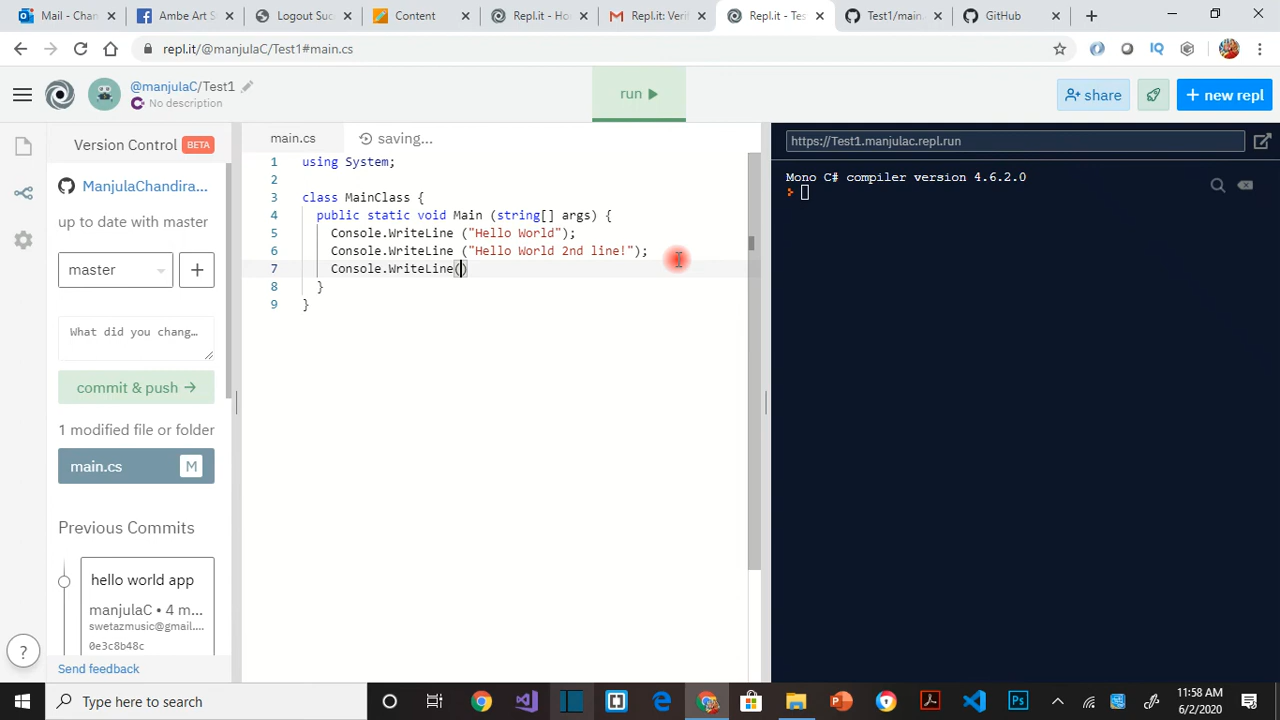 Mail - Chan
Ambe Art S
Logout Suc
Content
Repl.it - Ho
Repl.it: Verif
Repl.it - Tes
Test1/main.
GitHub
repl.it/@manjulaC/Test1#main.cs
@manjulaC/Test1
No description
run
share
new repl
Version Control BETA
main.cs
saving...
https://Test1.manjulac.repl.run
ManjulaChandira...
up to date with master
master
What did you chang...
commit & push
1 modified file or folder
main.cs M
Previous Commits
hello world app
manjulaC • 4 m...
swetazmusic@gmail....
0e3c8b48c
Send feedback
1 using System;
2
3 class MainClass {
4 public static void Main (string[] args) {
5 Console.WriteLine ("Hello World");
6 Console.WriteLine ("Hello World 2nd line!");
7 Console.WriteLine()
8 }
9 }
Mono C# compiler version 4.6.2.0
Type here to search
11:58 AM
6/2/2020